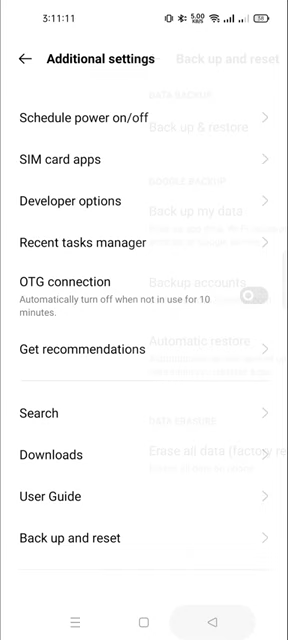 3:11:11
5.00
KB/S
58
Additional settings
Back up and reset
DATA BACKUP
Schedule power on/off
Back up & restore
SIM card apps
GOOGLE BACKUP
Developer options
Back up my data
Recent tasks manager
OTG connection
Backup accounts
Automatically turn off when not in use for 10
minutes.
Automatic restore
Get recommendations
Search
DATA ERASURE
Downloads
Erase all data (factory re
User Guide
Back up and reset